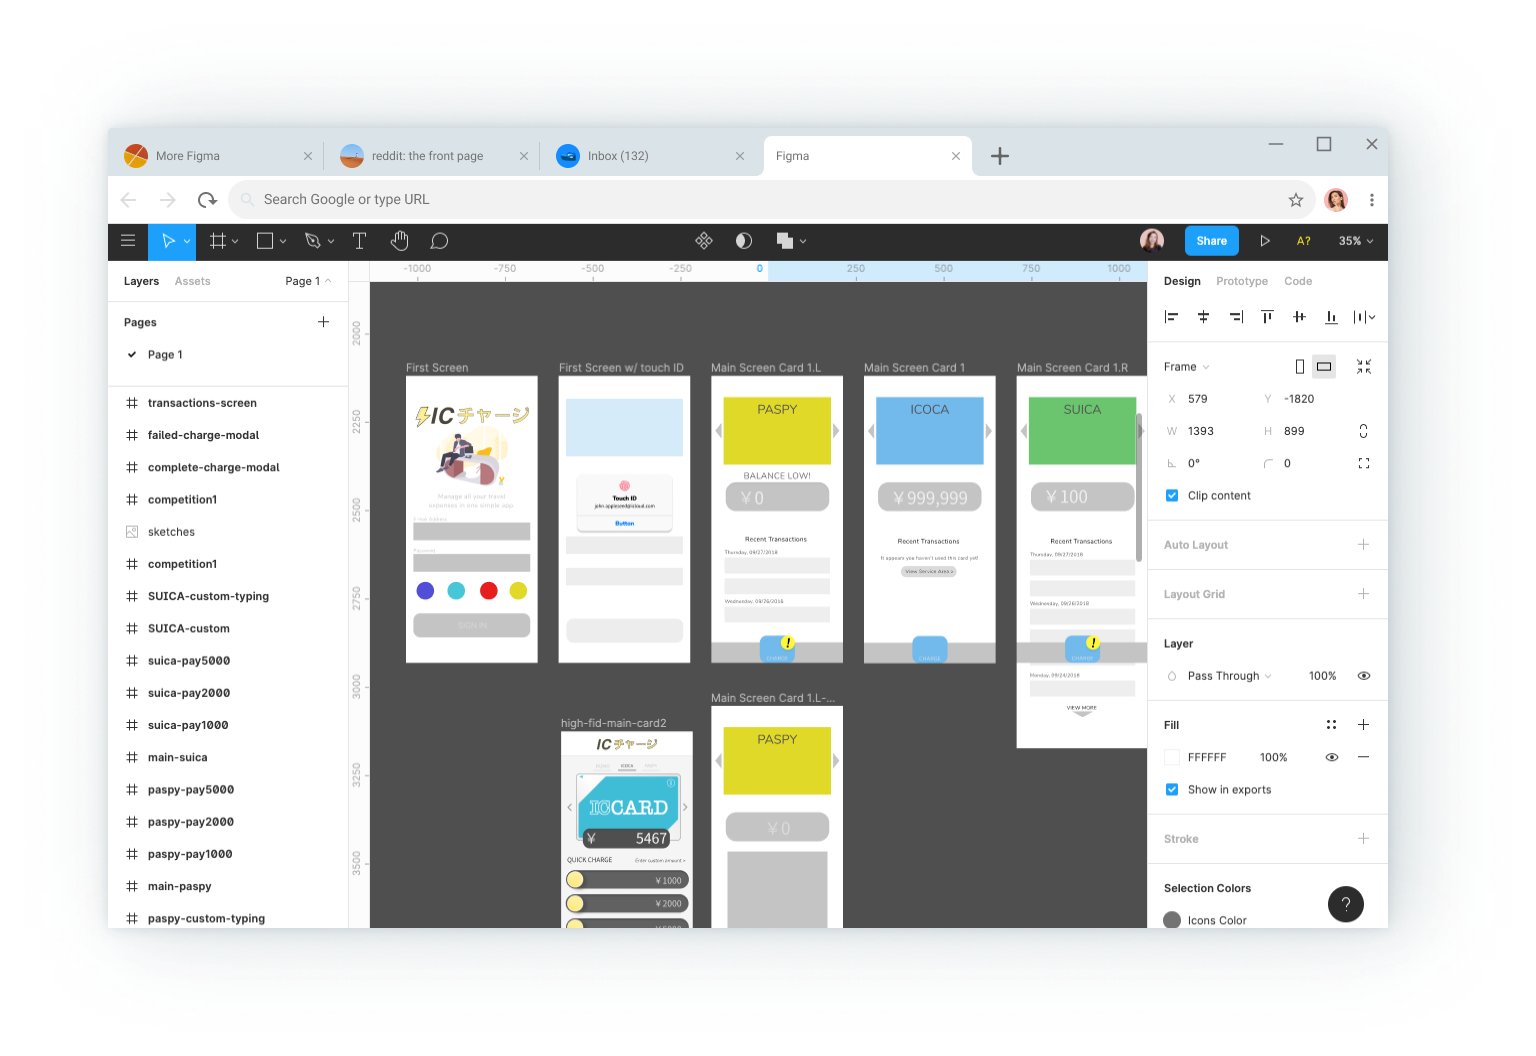 More Figma
reddit: the front page
Inbox (132)
Figma
Search Google or type URL
Share
A?
35%
Layers
Assets
Page 1
Pages
Page 1
transactions-screen
failed-charge-modal
complete-charge-modal
competition1
sketches
competition1
SUICA-custom-typing
SUICA-custom
suica-pay5000
suica-pay2000
suica-pay1000
main-suica
paspy-pay5000
paspy-pay2000
paspy-pay1000
main-paspy
paspy-custom-typing
-1000
-750
-500
-250
0
250
500
750
1000
2000
2250
2500
2750
3000
3250
3500
First Screen
ICチャージ
Manage all your travel
expenses in one simple app
E-mail Address
Password
SIGN IN
First Screen w/ touch ID
Touch ID
john.appleseed@icloud.com
Button
Main Screen Card 1.L
PASPY
BALANCE LOW!
¥0
Recent Transactions
Thursday, 09/27/2018
Wednesday, 09/26/2018
!
CHARGE
Main Screen Card 1
ICOCA
¥999,999
Recent Transactions
It appears you haven't used this card yet!
View Service Area >
CHARGE
Main Screen Card 1.R
SUICA
¥100
Recent Transactions
Thursday, 09/27/2018
Wednesday, 09/26/2018
!
CHARGE
Monday, 09/24/2018
VIEW MORE
high-fid-main-card2
ICチャージ
ICOCA
ICCARD
¥ 5467
QUICK CHARGE
Enter custom amount >
¥1000
¥2000
Main Screen Card 1.L-...
PASPY
¥0
Design
Prototype
Code
Frame
X 579
Y -1820
W 1393
H 899
0°
0
Clip content
Auto Layout
Layout Grid
Layer
Pass Through
100%
Fill
FFFFFF
100%
Show in exports
Stroke
Selection Colors
Icons Color
?